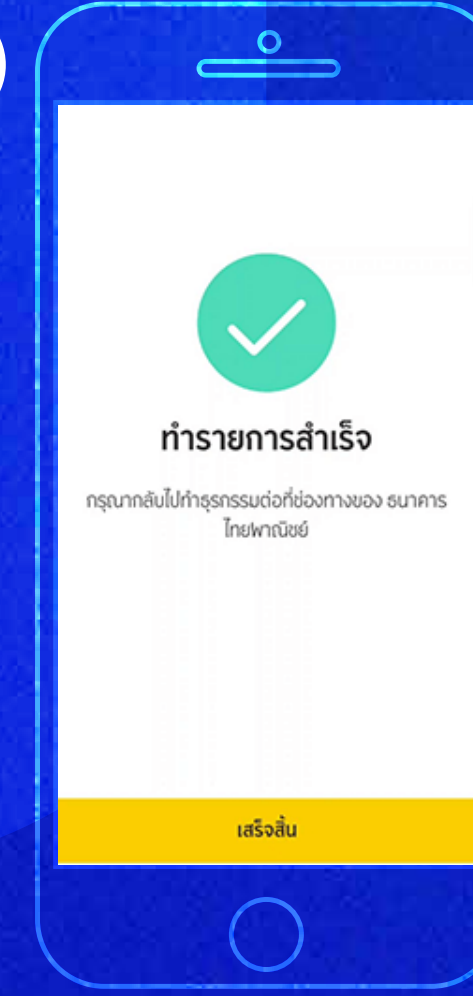 ทำรายการสำเร็จ
กรุณากลับไปทำธุรกรรมต่อที่ช่องทางของ ธนาคาร
ไทยพาณิชย์
เสร็จสิ้น